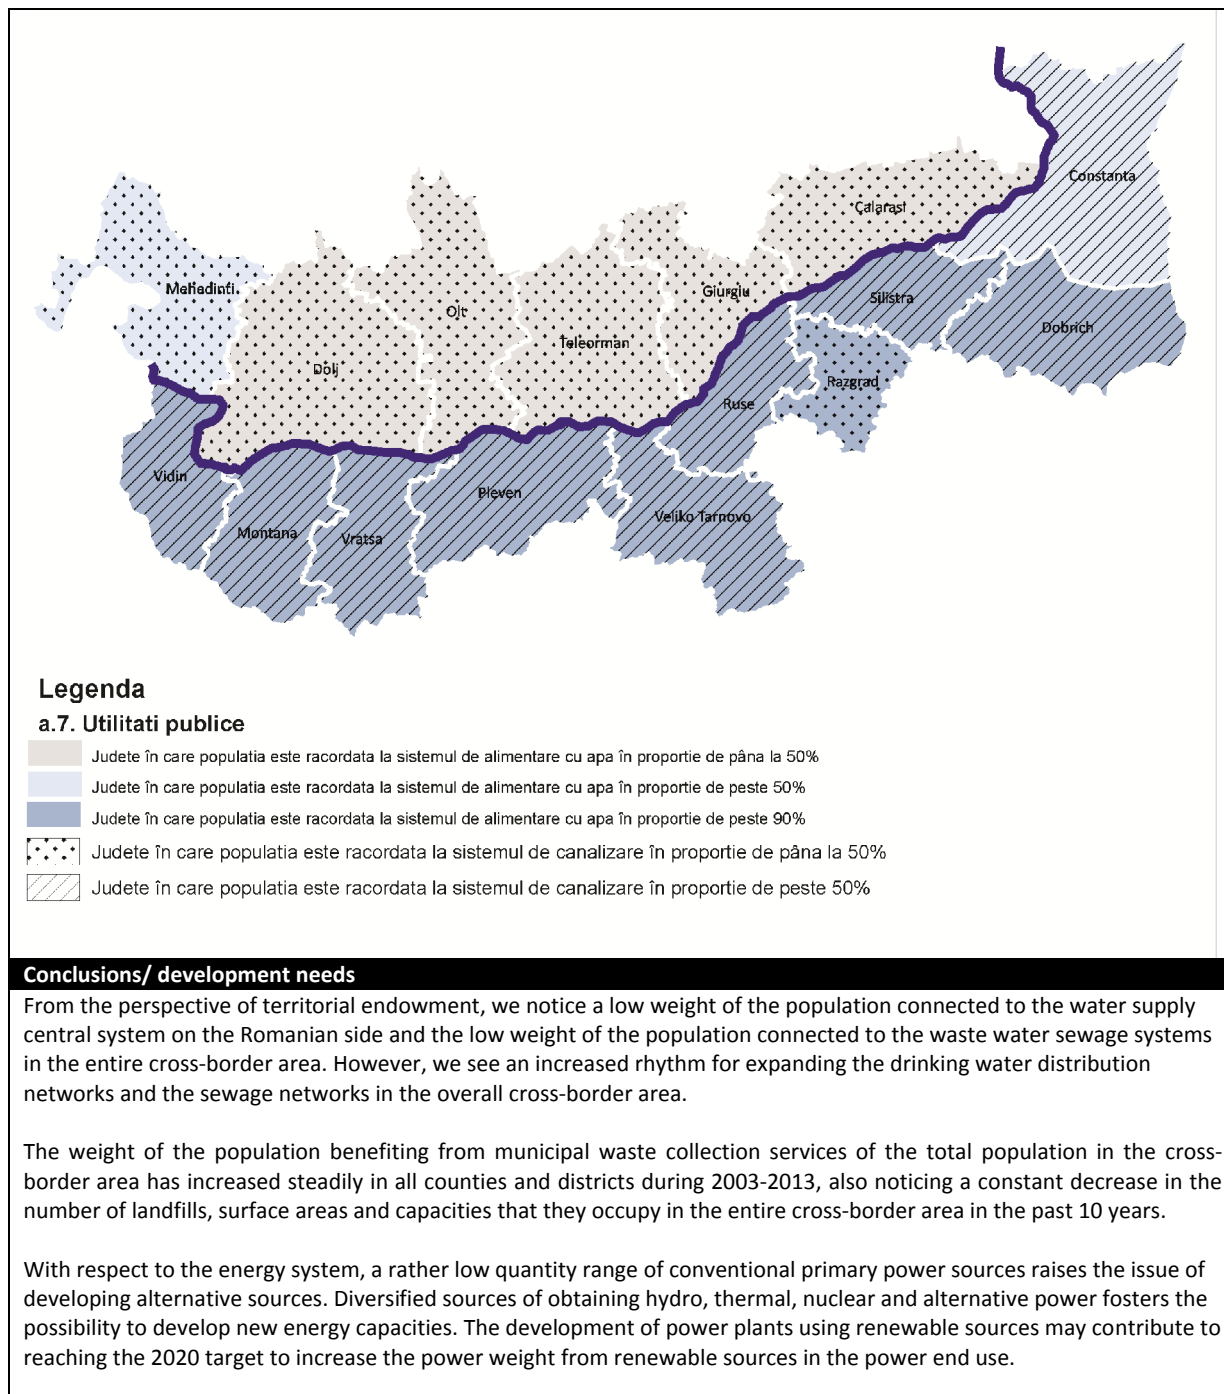 Constanta
Calarasi
Mehedinti
Giurgiu
Silistra
Olt
Dobrich
Teleorman
Dolj
Razgrad
Ruse
Vidin
Pleven
Veliko Tarnovo
Montana
Vratsa
Legenda
a.7. Utilitati publice
Judete în care populatia este racordata la sistemul de alimentare cu apa în proportie de pâna la 50%
Judete în care populatia este racordata la sistemul de alimentare cu apa în proportie de peste 50%
Judete în care populatia este racordata la sistemul de alimentare cu apa în proportie de peste 90%
Judete în care populatia este racordata la sistemul de canalizare în proportie de pâna la 50%
Judete în care populatia este racordata la sistemul de canalizare în proportie de peste 50%
Conclusions/ development needs
From the perspective of territorial endowment, we notice a low weight of the population connected to the water supply
central system on the Romanian side and the low weight of the population connected to the waste water sewage systems
in the entire cross-border area. However, we see an increased rhythm for expanding the drinking water distribution
networks and the sewage networks in the overall cross-border area.
The weight of the population benefiting from municipal waste collection services of the total population in the cross-
border area has increased steadily in all counties and districts during 2003-2013, also noticing a constant decrease in the
number of landfills, surface areas and capacities that they occupy in the entire cross-border area in the past 10 years.
With respect to the energy system, a rather low quantity range of conventional primary power sources raises the issue of
developing alternative sources. Diversified sources of obtaining hydro, thermal, nuclear and alternative power fosters the
possibility to develop new energy capacities. The development of power plants using renewable sources may contribute to
reaching the 2020 target to increase the power weight from renewable sources in the power end use.